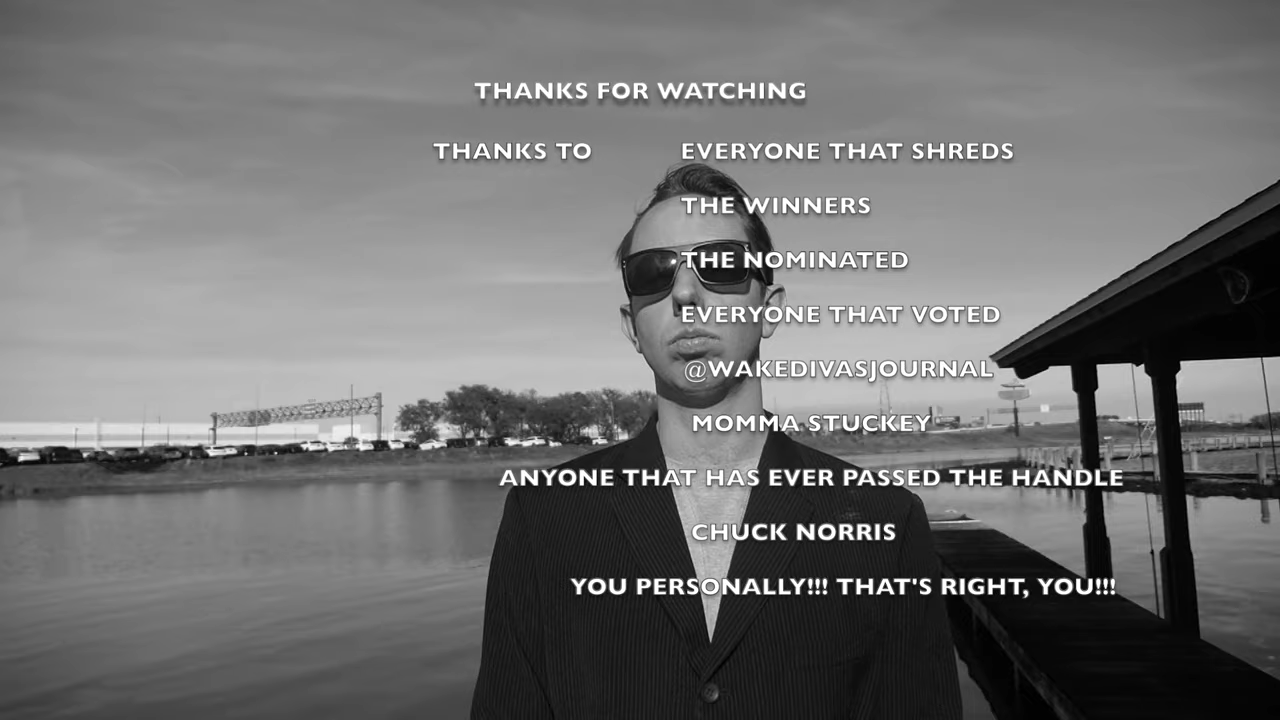 THANKS FOR WATCHING
THANKS TO EVERYONE THAT SHREDS
THE WINNERS
THE NOMINATED
EVERYONE THAT VOTED
@WAKEDIVASJOURNAL
MOMMA STUCKEY
ANYONE THAT HAS EVER PASSED THE HANDLE
CHUCK NORRIS
YOU PERSONALLY!!! THAT'S RIGHT, YOU!!!